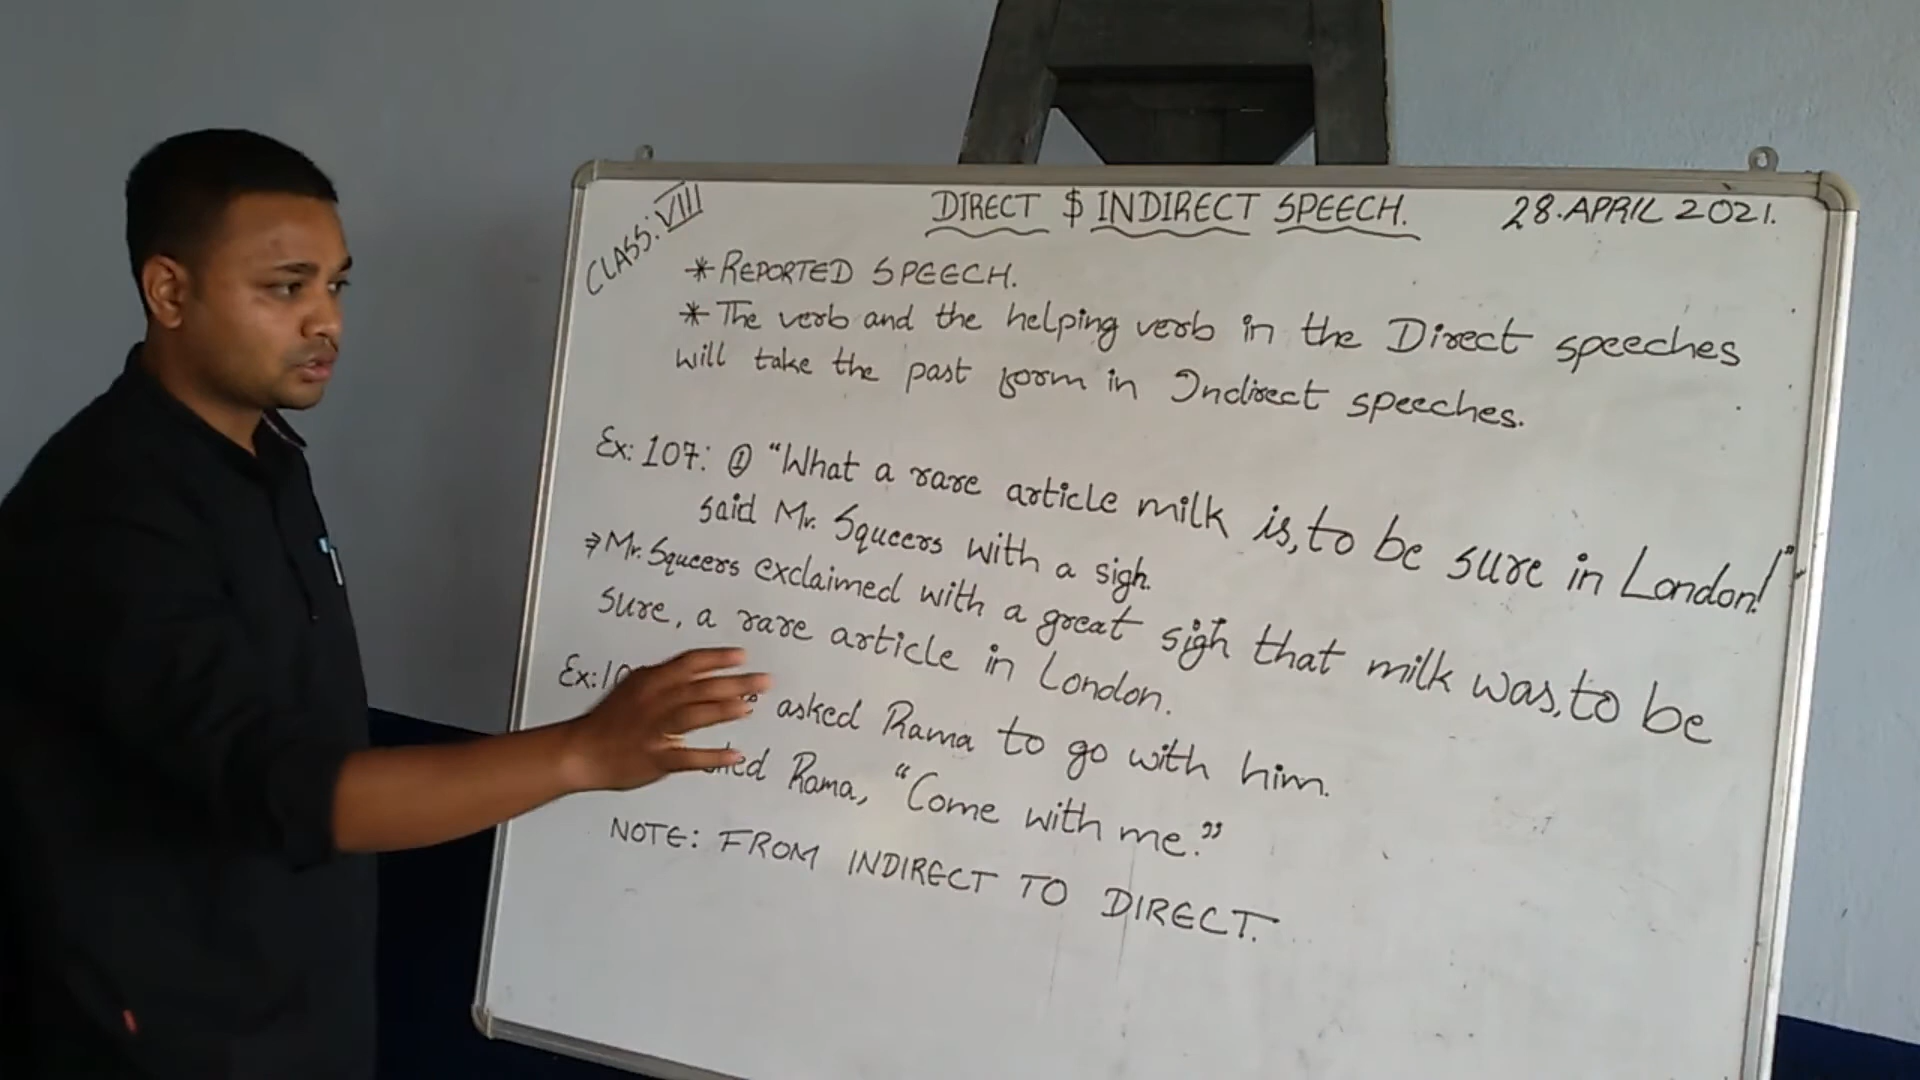 CLASS: VIII
DIRECT $ INDIRECT SPEECH.
28.APRIL 2021.
* REPORTED SPEECH.
* The verb and the helping verb in the Direct speeches
will take the past form in Indirect speeches.
Ex: 107: ① "What a rare article milk is, to be sure in London!"
said Mr. Squeers with a sigh.
⇒ Mr. Squeers exclaimed with a great sigh that milk was, to be
sure, a rare article in London.
Ex: asked Rama to go with him.
Rama, "Come with me."
NOTE: FROM INDIRECT TO DIRECT.